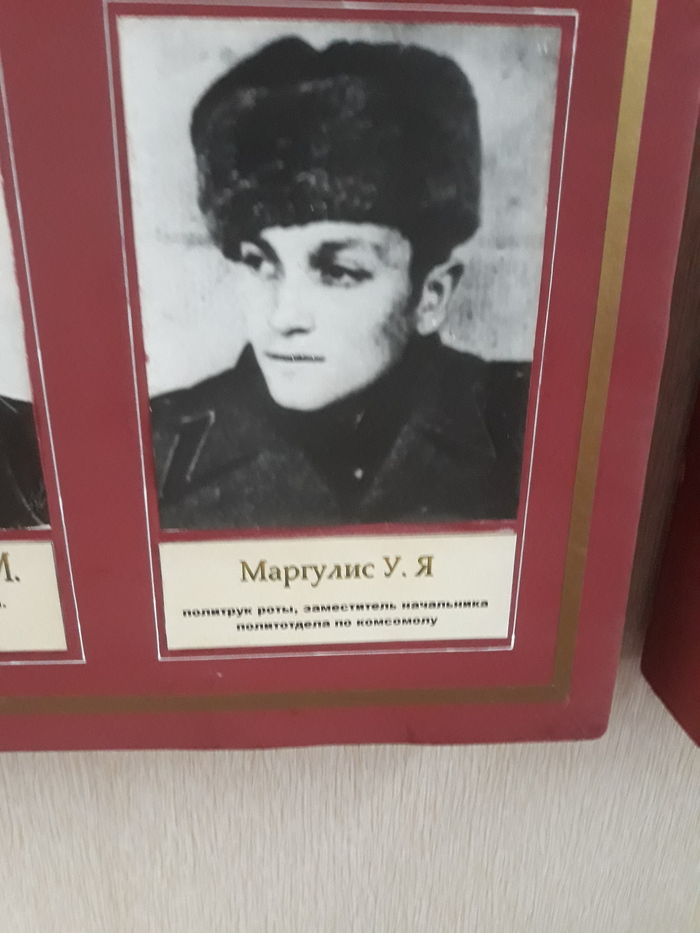 Маргулис У. Я
политрук роты, заместитель начальника
политотдела по комсомолу
М.